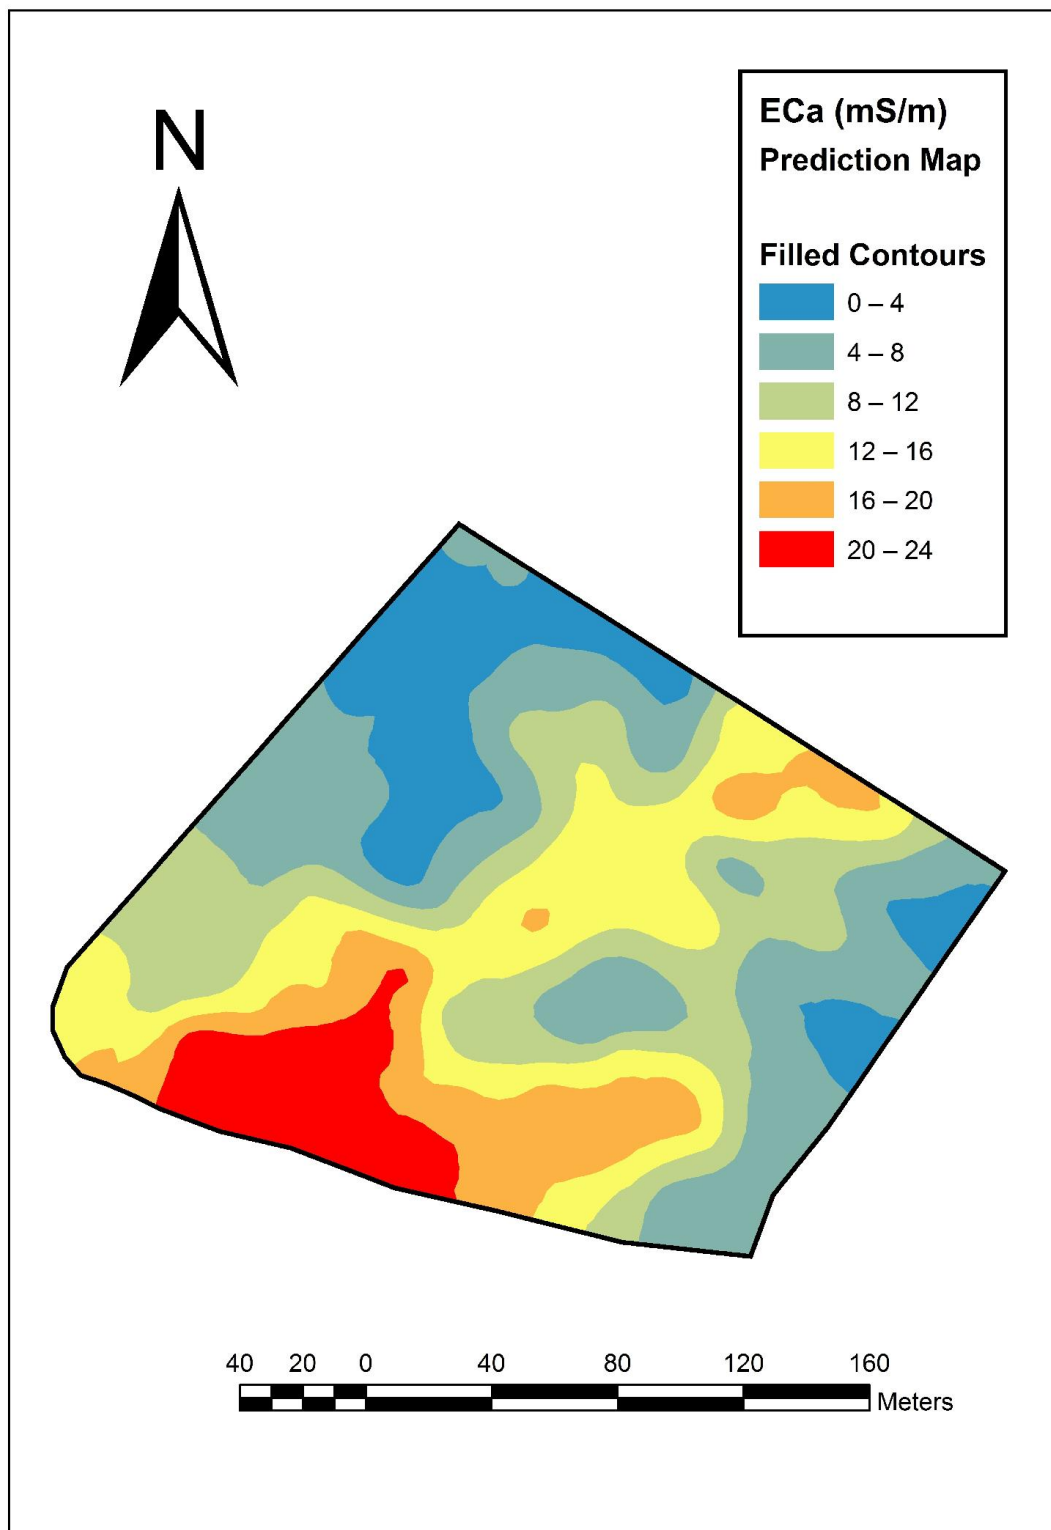 N
ECa (mS/m)
Prediction Map
Filled Contours
0 – 4
4 – 8
8 – 12
12 – 16
16 – 20
20 – 24
40 20 0 40 80 120 160
Meters